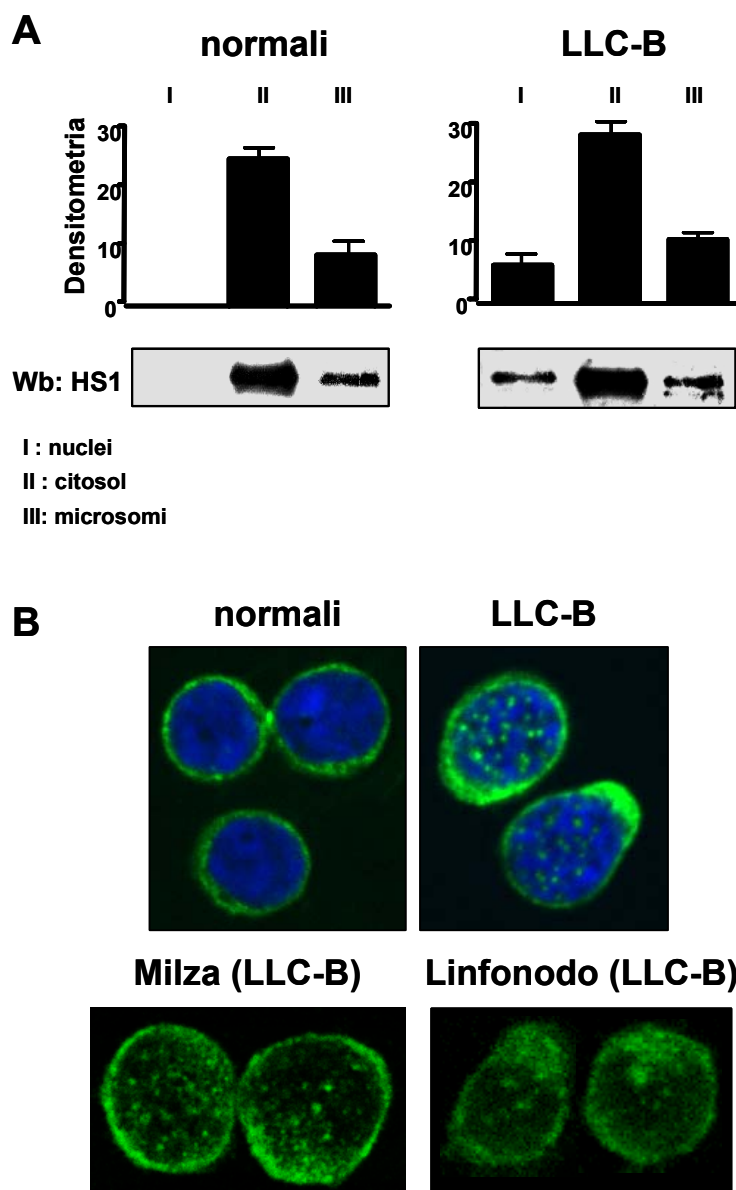 A
normali
LLC-B
I II III
I II III
Densitometria
30
20
10
0
30
20
10
0
Wb: HS1
I : nuclei
II : citosol
III: microsomi
B
normali
LLC-B
Milza (LLC-B)
Linfonodo (LLC-B)